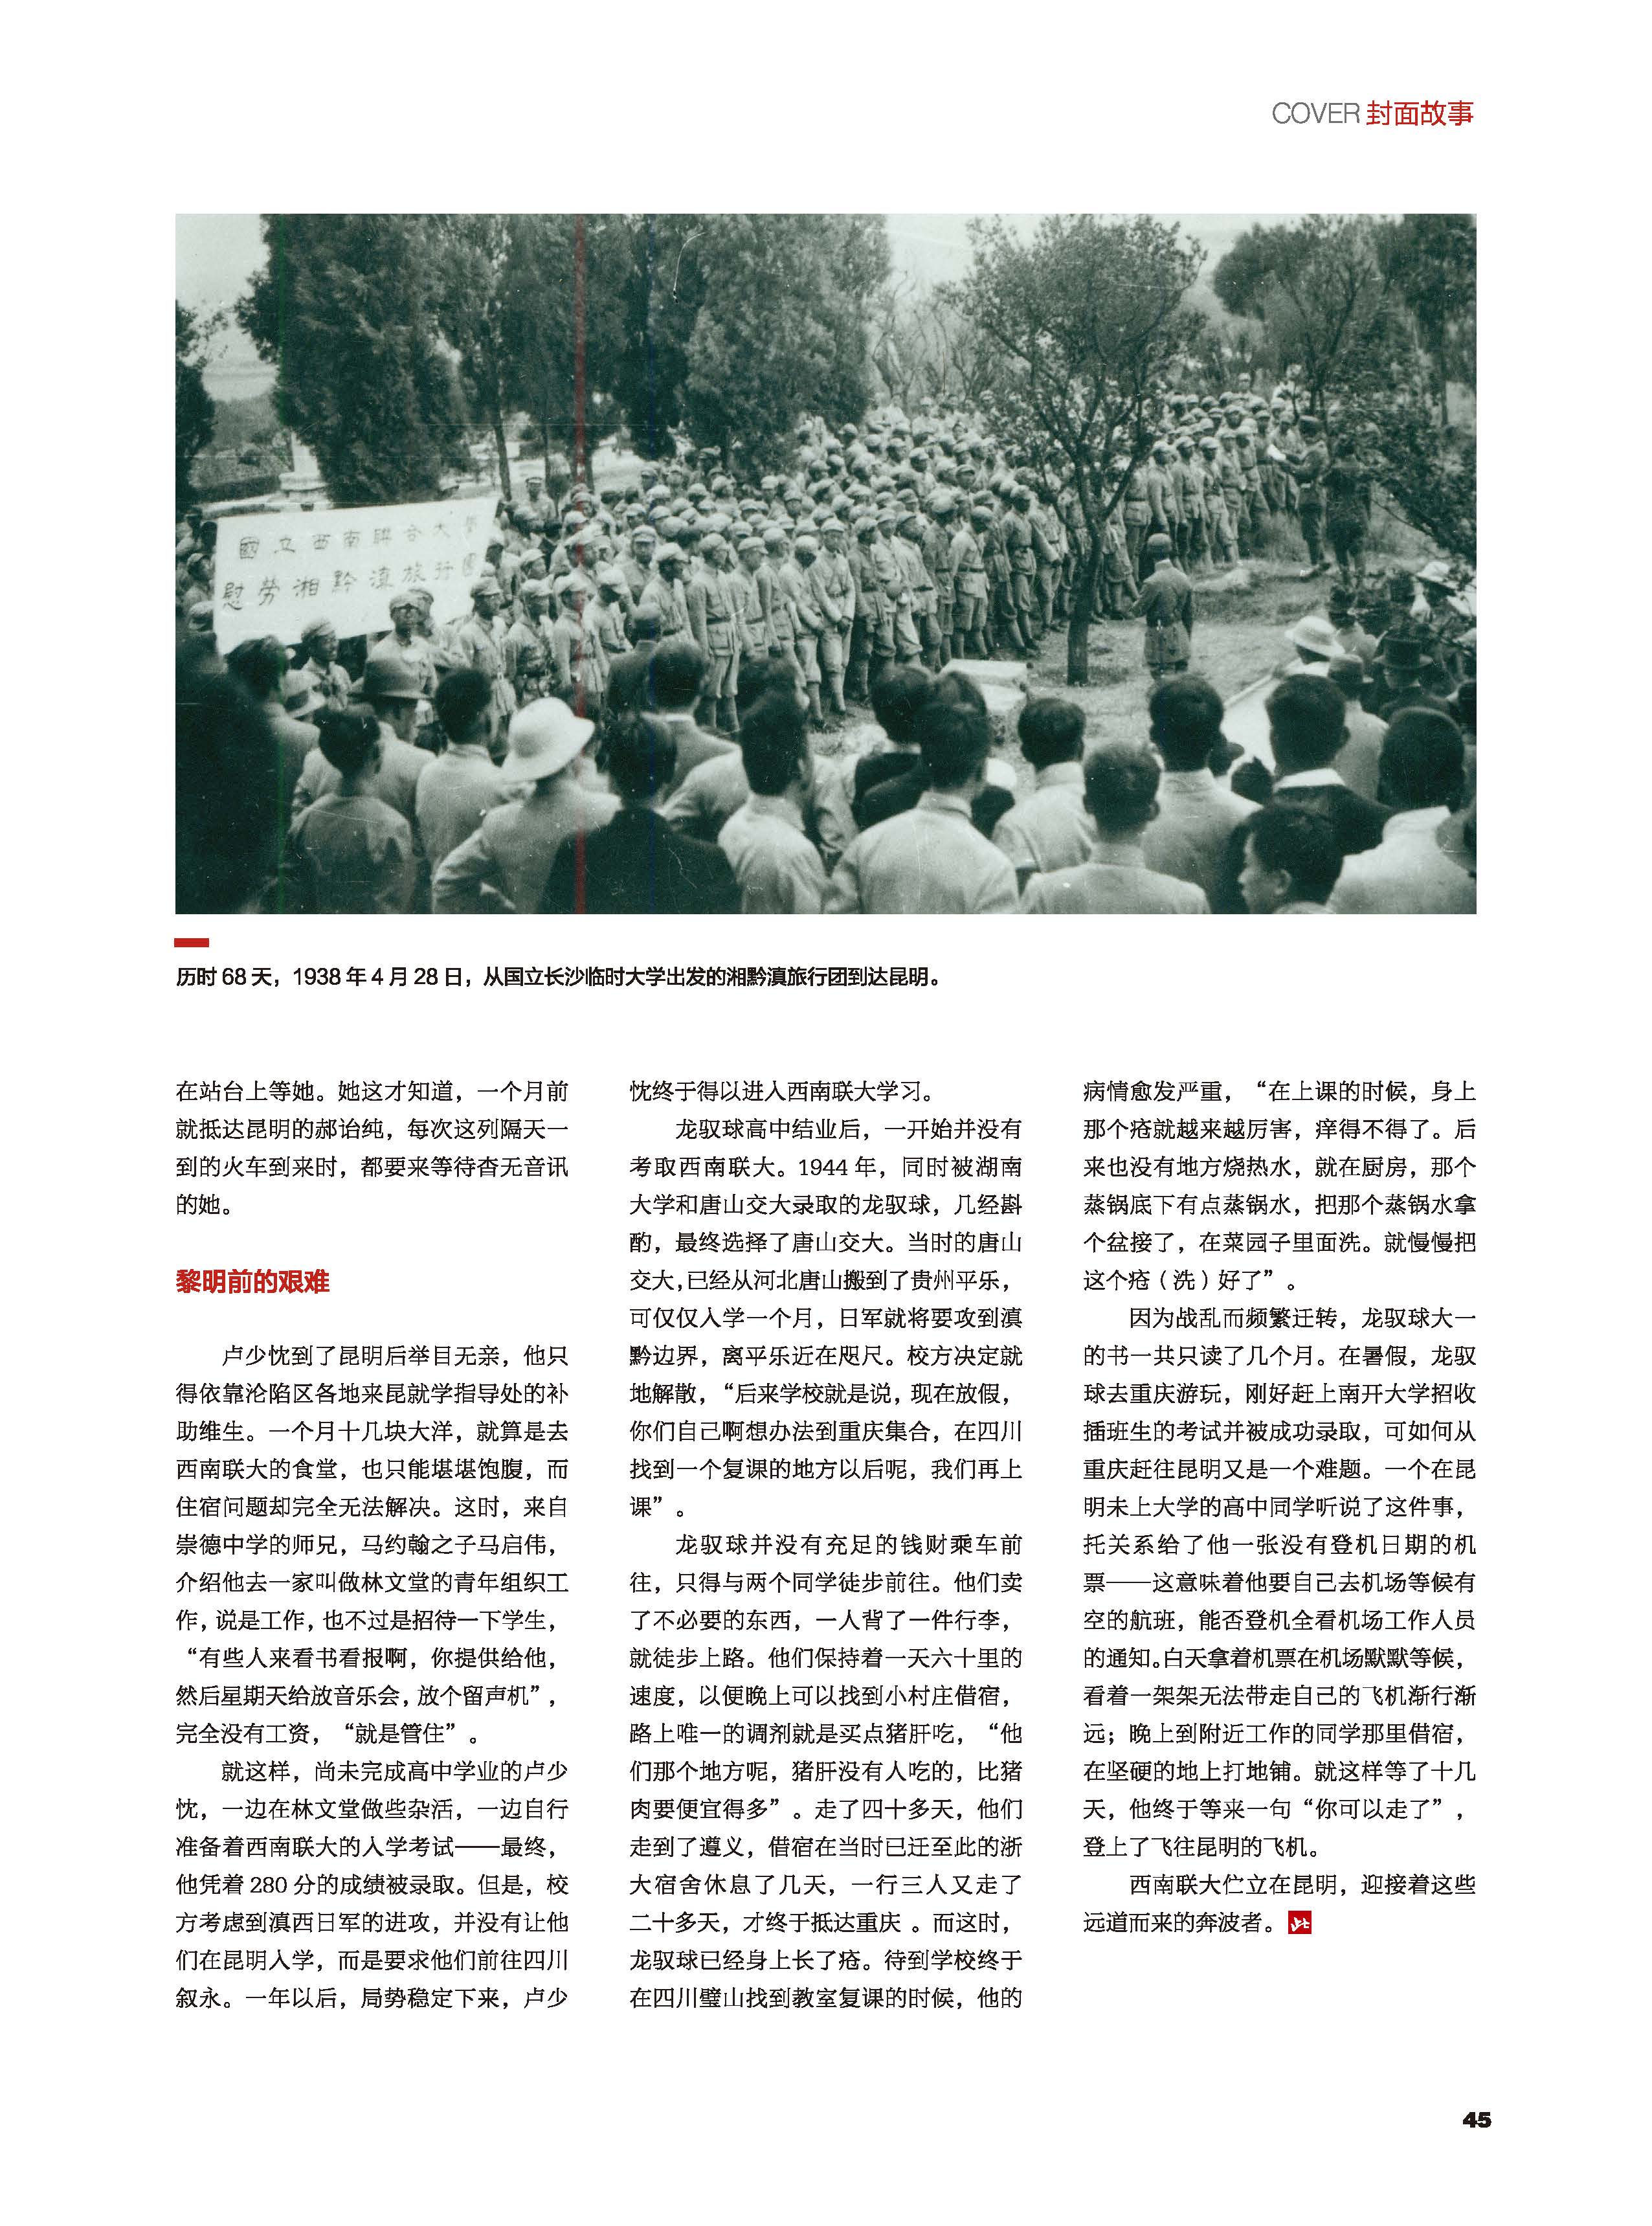 COVER 封面故事
國立西南聯合大學
慰勞湘黔滇旅行團
历时 68 天，1938 年 4 月 28 日，从国立长沙临时大学出发的湘黔滇旅行团到达昆明。
在站台上等她。她这才知道，一个月前
就抵达昆明的郝诒纯，每次这列隔天一
到的火车到来时，都要来等待杳无音讯
的她。
黎明前的艰难
卢少忱到了昆明后举目无亲，他只
得依靠沦陷区各地来昆就学指导处的补
助维生。一个月十几块大洋，就算是去
西南联大的食堂，也只能堪堪饱腹，而
住宿问题却完全无法解决。这时，来自
崇德中学的师兄，马约翰之子马启伟，
介绍他去一家叫做林文堂的青年组织工
作，说是工作，也不过是招待一下学生，
“有些人来看书看报啊，你提供给他，
然后星期天给放音乐会，放个留声机”，
完全没有工资，“就是管住”。
就这样，尚未完成高中学业的卢少
忱，一边在林文堂做些杂活，一边自行
准备着西南联大的入学考试——最终，
他凭着 280 分的成绩被录取。但是，校
方考虑到滇西日军的进攻，并没有让他
们在昆明入学，而是要求他们前往四川
叙永。一年以后，局势稳定下来，卢少
忱终于得以进入西南联大学习。
龙驭球高中结业后，一开始并没有
考取西南联大。1944 年，同时被湖南
大学和唐山交大录取的龙驭球，几经斟
酌，最终选择了唐山交大。当时的唐山
交大，已经从河北唐山搬到了贵州平乐，
可仅仅入学一个月，日军就将要攻到滇
黔边界，离平乐近在咫尺。校方决定就
地解散，“后来学校就是说，现在放假，
你们自己啊想办法到重庆集合，在四川
找到一个复课的地方以后呢，我们再上
课”。
龙驭球并没有充足的钱财乘车前
往，只得与两个同学徒步前往。他们卖
了不必要的东西，一人背了一件行李，
就徒步上路。他们保持着一天六十里的
速度，以便晚上可以找到小村庄借宿，
路上唯一的调剂就是买点猪肝吃，“他
们那个地方呢，猪肝没有人吃的，比猪
肉要便宜得多”。走了四十多天，他们
走到了遵义，借宿在当时已迁至此的浙
大宿舍休息了几天，一行三人又走了
二十多天，才终于抵达重庆 。而这时，
龙驭球已经身上长了疮。待到学校终于
在四川璧山找到教室复课的时候，他的
病情愈发严重，“在上课的时候，身上
那个疮就越来越厉害，痒得不得了。后
来也没有地方烧热水，就在厨房，那个
蒸锅底下有点蒸锅水，把那个蒸锅水拿
个盆接了，在菜园子里面洗。就慢慢把
这个疮（洗）好了”。
因为战乱而频繁迁转，龙驭球大一
的书一共只读了几个月。在暑假，龙驭
球去重庆游玩，刚好赶上南开大学招收
插班生的考试并被成功录取，可如何从
重庆赶往昆明又是一个难题。一个在昆
明未上大学的高中同学听说了这件事，
托关系给了他一张没有登机日期的机
票——这意味着他要自己去机场等候有
空的航班，能否登机全看机场工作人员
的通知。白天拿着机票在机场默默等候，
看着一架架无法带走自己的飞机渐行渐
远；晚上到附近工作的同学那里借宿，
在坚硬的地上打地铺。就这样等了十几
天，他终于等来一句“你可以走了”，
登上了飞往昆明的飞机。
西南联大伫立在昆明，迎接着这些
远道而来的奔波者。
45